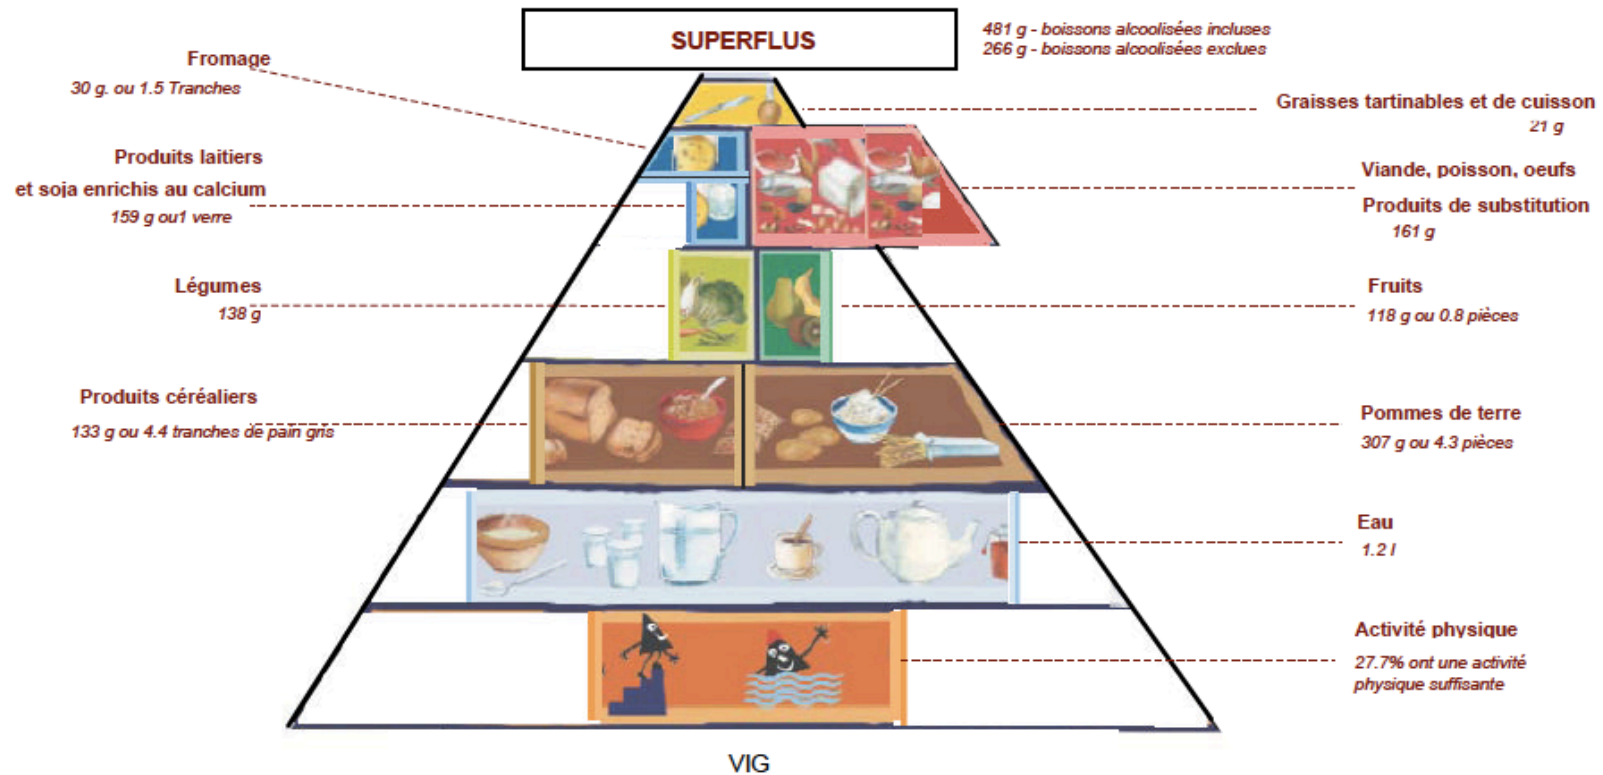 SUPERFLUS
481 g - boissons alcoolisées incluses
266 g - boissons alcoolisées exclues
Fromage
30 g. ou 1.5 Tranches
Graisses tartinables et de cuisson
21 g
Produits laitiers
et soja enrichis au calcium
159 g ou1 verre
Viande, poisson, oeufs
Produits de substitution
161 g
Légumes
138 g
Fruits
118 g ou 0.8 pièces
Produits céréaliers
133 g ou 4.4 tranches de pain gris
Pommes de terre
307 g ou 4.3 pièces
Eau
1.2 l
Activité physique
27.7% ont une activité
physique suffisante
VIG